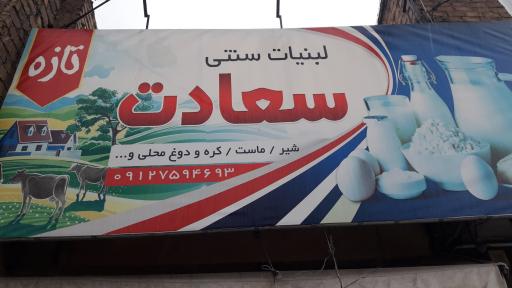 تازه
لبنیات سنتی
سعادت
شیر / ماست / کره و دوغ محلی و...
۰۹۱۲۷۵۹۴۶۹۳